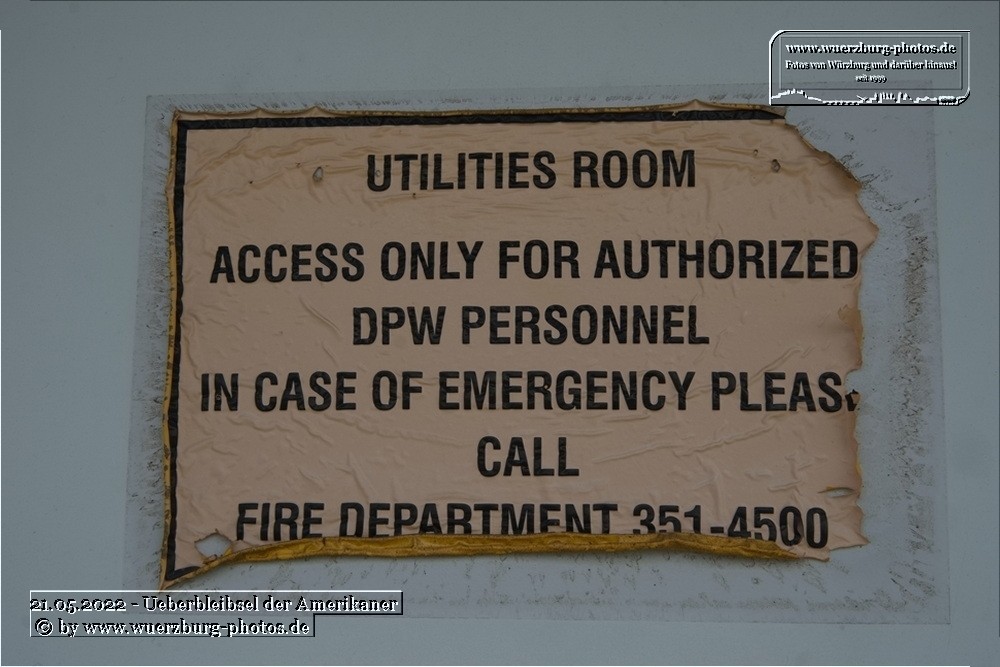 www.wuerzburg-photos.de
Fotos von Würzburg und darüber hinaus!
seit 1999
UTILITIES ROOM
ACCESS ONLY FOR AUTHORIZED
DPW PERSONNEL
IN CASE OF EMERGENCY PLEASE
CALL
FIRE DEPARTMENT 351-4500
21.05.2022 - Ueberbleibsel der Amerikaner
© by www.wuerzburg-photos.de